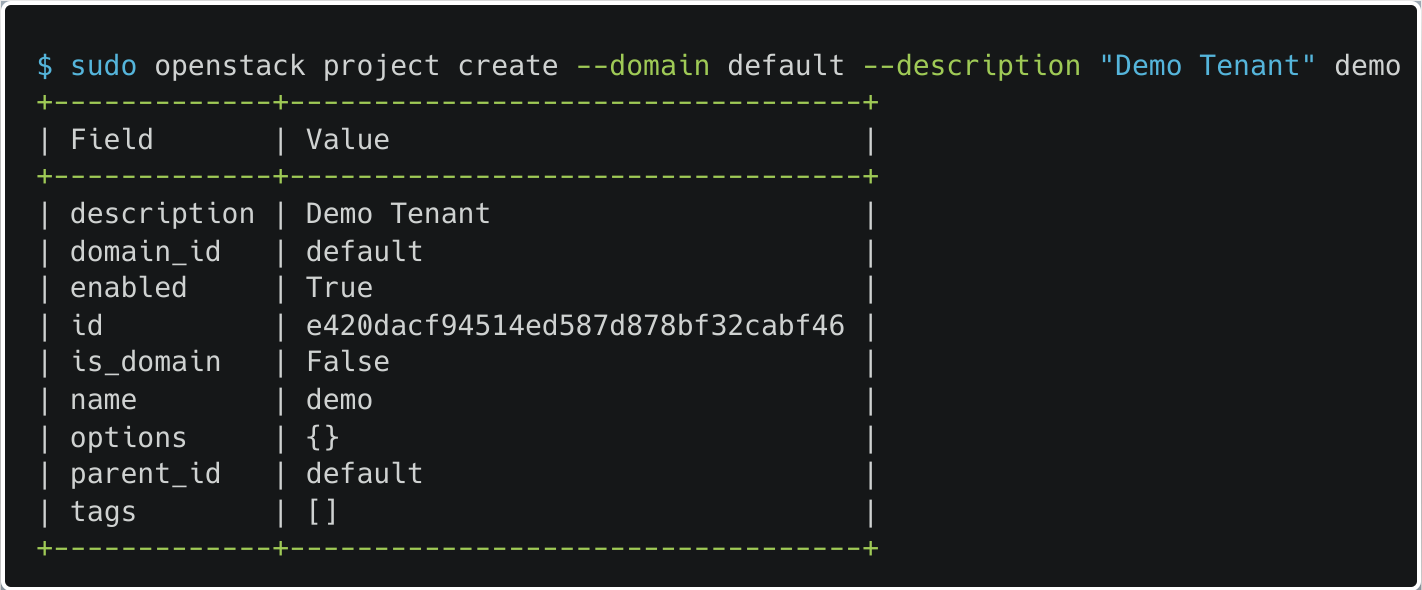 $ sudo openstack project create --domain default --description "Demo Tenant" demo
+-------------+----------------------------------+
| Field       | Value                            |
+-------------+----------------------------------+
| description | Demo Tenant                      |
| domain_id   | default                          |
| enabled     | True                             |
| id          | e420dacf94514ed587d878bf32cabf46 |
| is_domain   | False                            |
| name        | demo                             |
| options     | {}                               |
| parent_id   | default                          |
| tags        | []                               |
+-------------+----------------------------------+